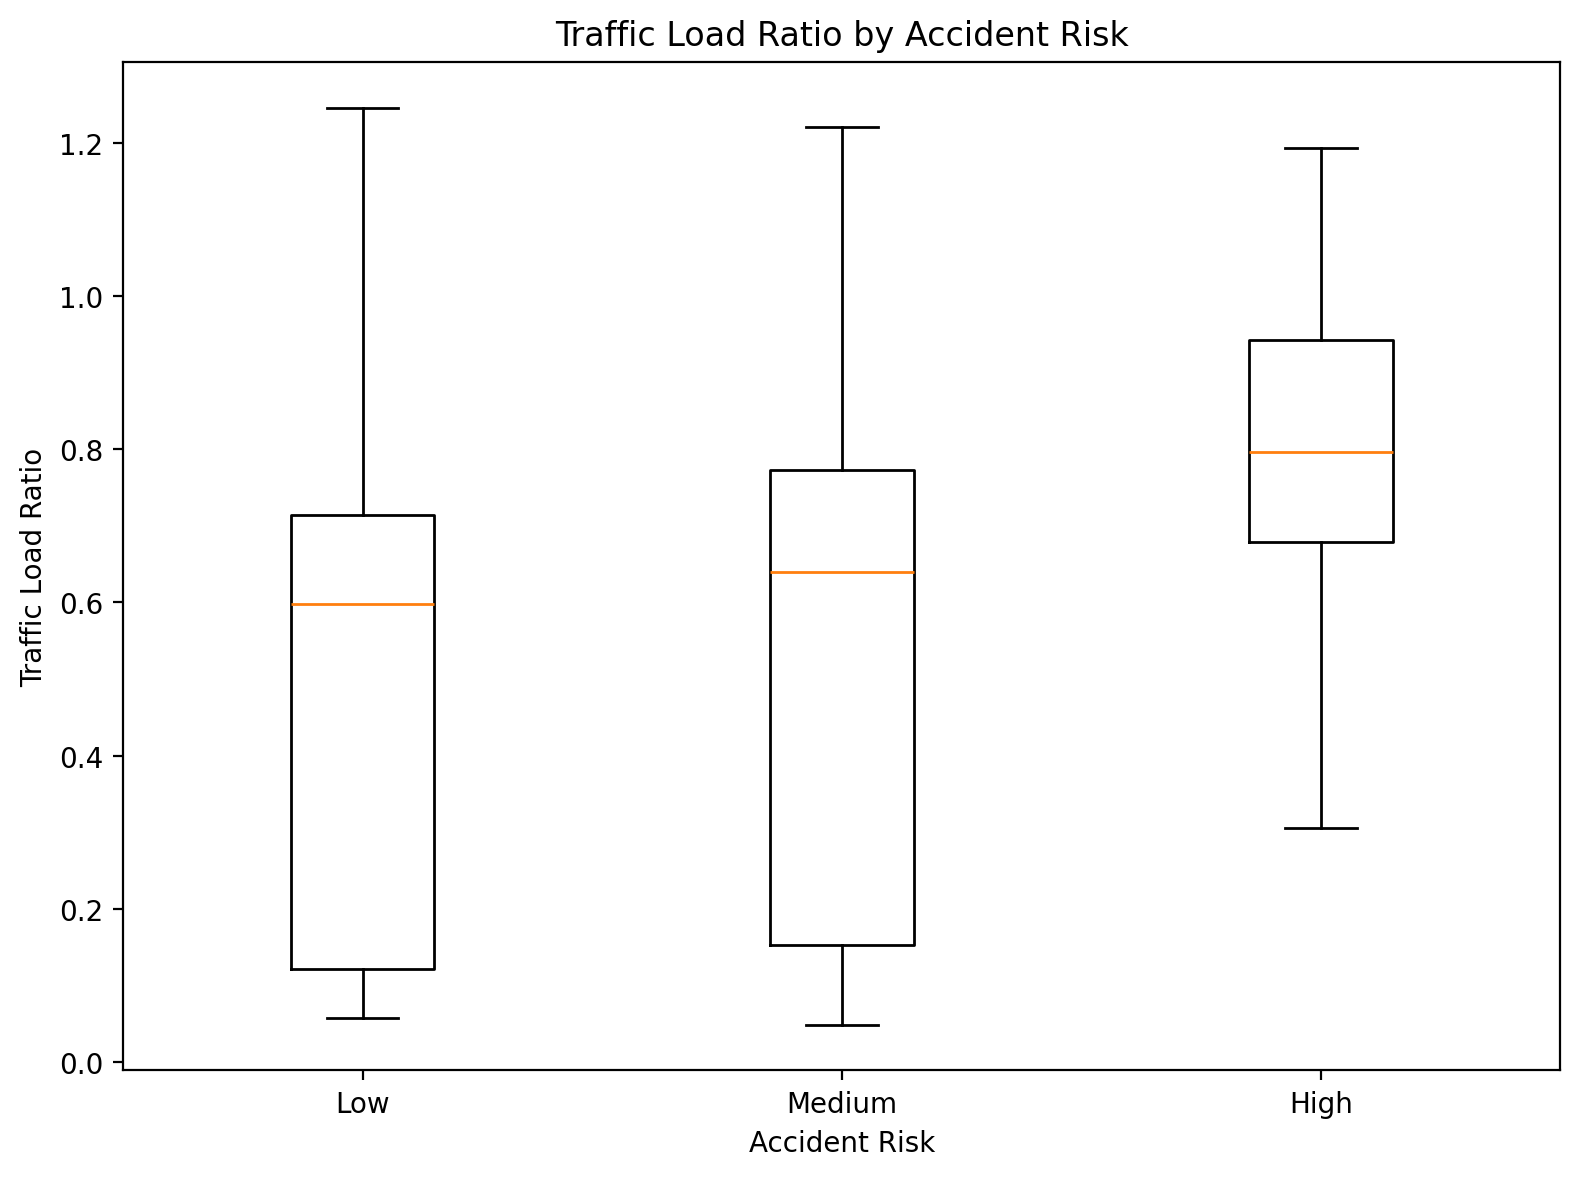 Traffic Load Ratio by Accident Risk
Traffic Load Ratio
1.2
1.0
0.8
0.6
0.4
0.2
0.0
Low Medium High
Accident Risk